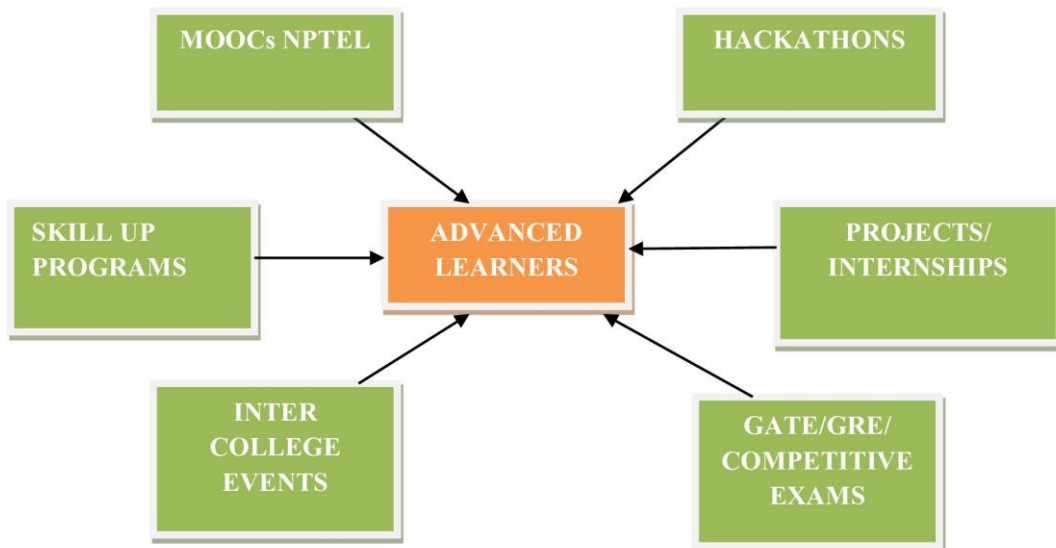 MOOCs NPTEL
HACKATHONS
SKILL UP
PROGRAMS
ADVANCED
LEARNERS
PROJECTS/
INTERNSHIPS
INTER
COLLEGE
EVENTS
GATE/GRE/
COMPETITIVE
EXAMS